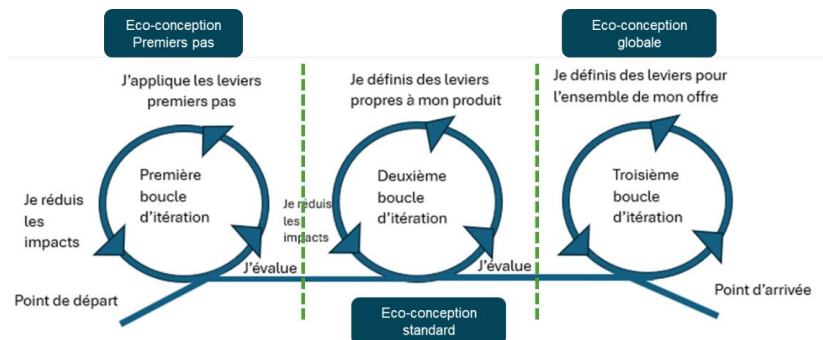 Eco-conception
Premiers pas
Eco-conception
globale
J'applique les leviers
premiers pas
Je définis des leviers
propres à mon produit
Je définis des leviers pour
l'ensemble de mon offre
Première
boucle
d'itération
Deuxième
boucle
d'itération
Troisième
boucle
d'itération
Je réduis
les
impacts
Je réduis
les
impacts
J'évalue
J'évalue
Point de départ
Point d'arrivée
Eco-conception
standard